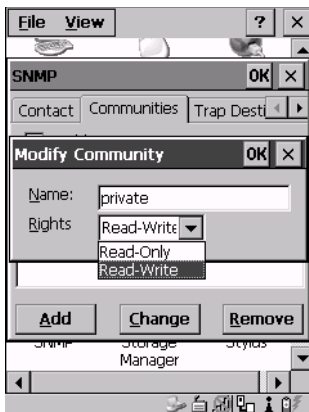 File View ? ×
SNMP OK ×
Contact Communities Trap Desti
Modify Community OK ×
Name: private
Rights Read-Write
Read-Only
Read-Write
Add Change Remove
SNMP Storage Stylus
Manager